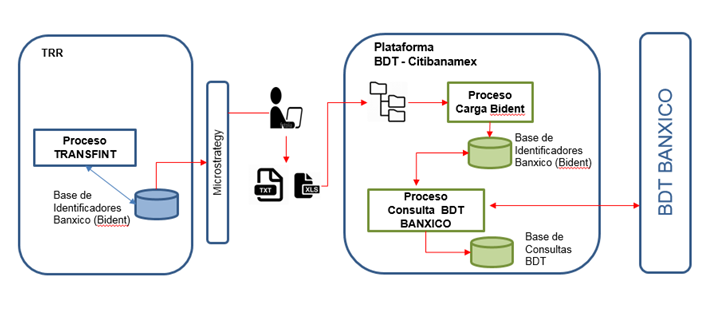 TRR
Proceso
TRANSFINT
Base de
Identificadores
Banxico (Bident)
Microstrategy
TXT
XLS
Plataforma
BDT - Citibanamex
Proceso
Carga Bident
Base de
Identificadores
Banxico (Bident)
Proceso
Consulta BDT
BANXICO
Base de
Consultas
BDT
BDT BANXICO